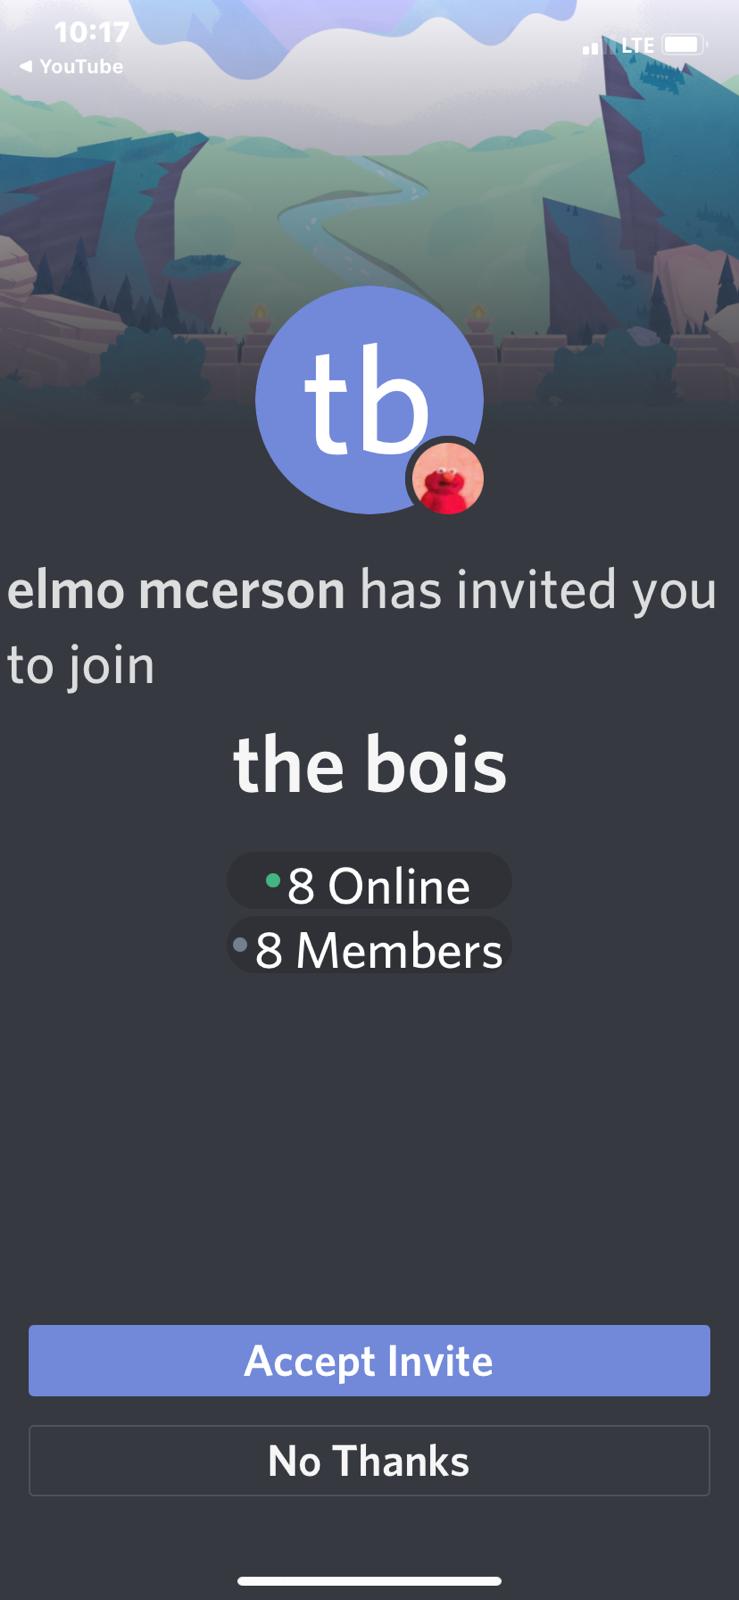 10:17
LTE
◀ YouTube
tb
elmo mcerson has invited you
to join
the bois
8 Online
8 Members
Accept Invite
No Thanks